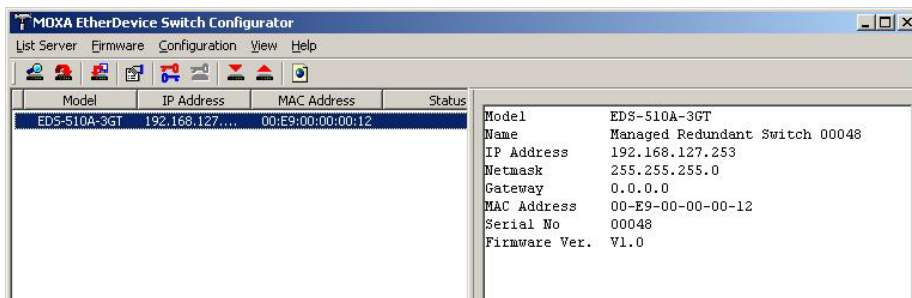 MOXA EtherDevice Switch Configurator
List Server Firmware Configuration View Help
Model IP Address MAC Address Status
EDS-510A-3GT 192.168.127.... 00:E9:00:00:00:12
Model EDS-510A-3GT
Name Managed Redundant Switch 00048
IP Address 192.168.127.253
Netmask 255.255.255.0
Gateway 0.0.0.0
MAC Address 00-E9-00-00-00-12
Serial No 00048
Firmware Ver. V1.0